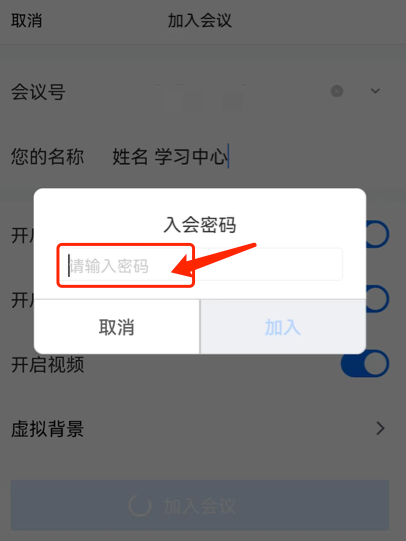 取消 加入会议
会议号
您的名称 姓名 学习中心
入会密码
开启
请输入密码
开启
取消 加入
开启视频
虚拟背景
加入会议